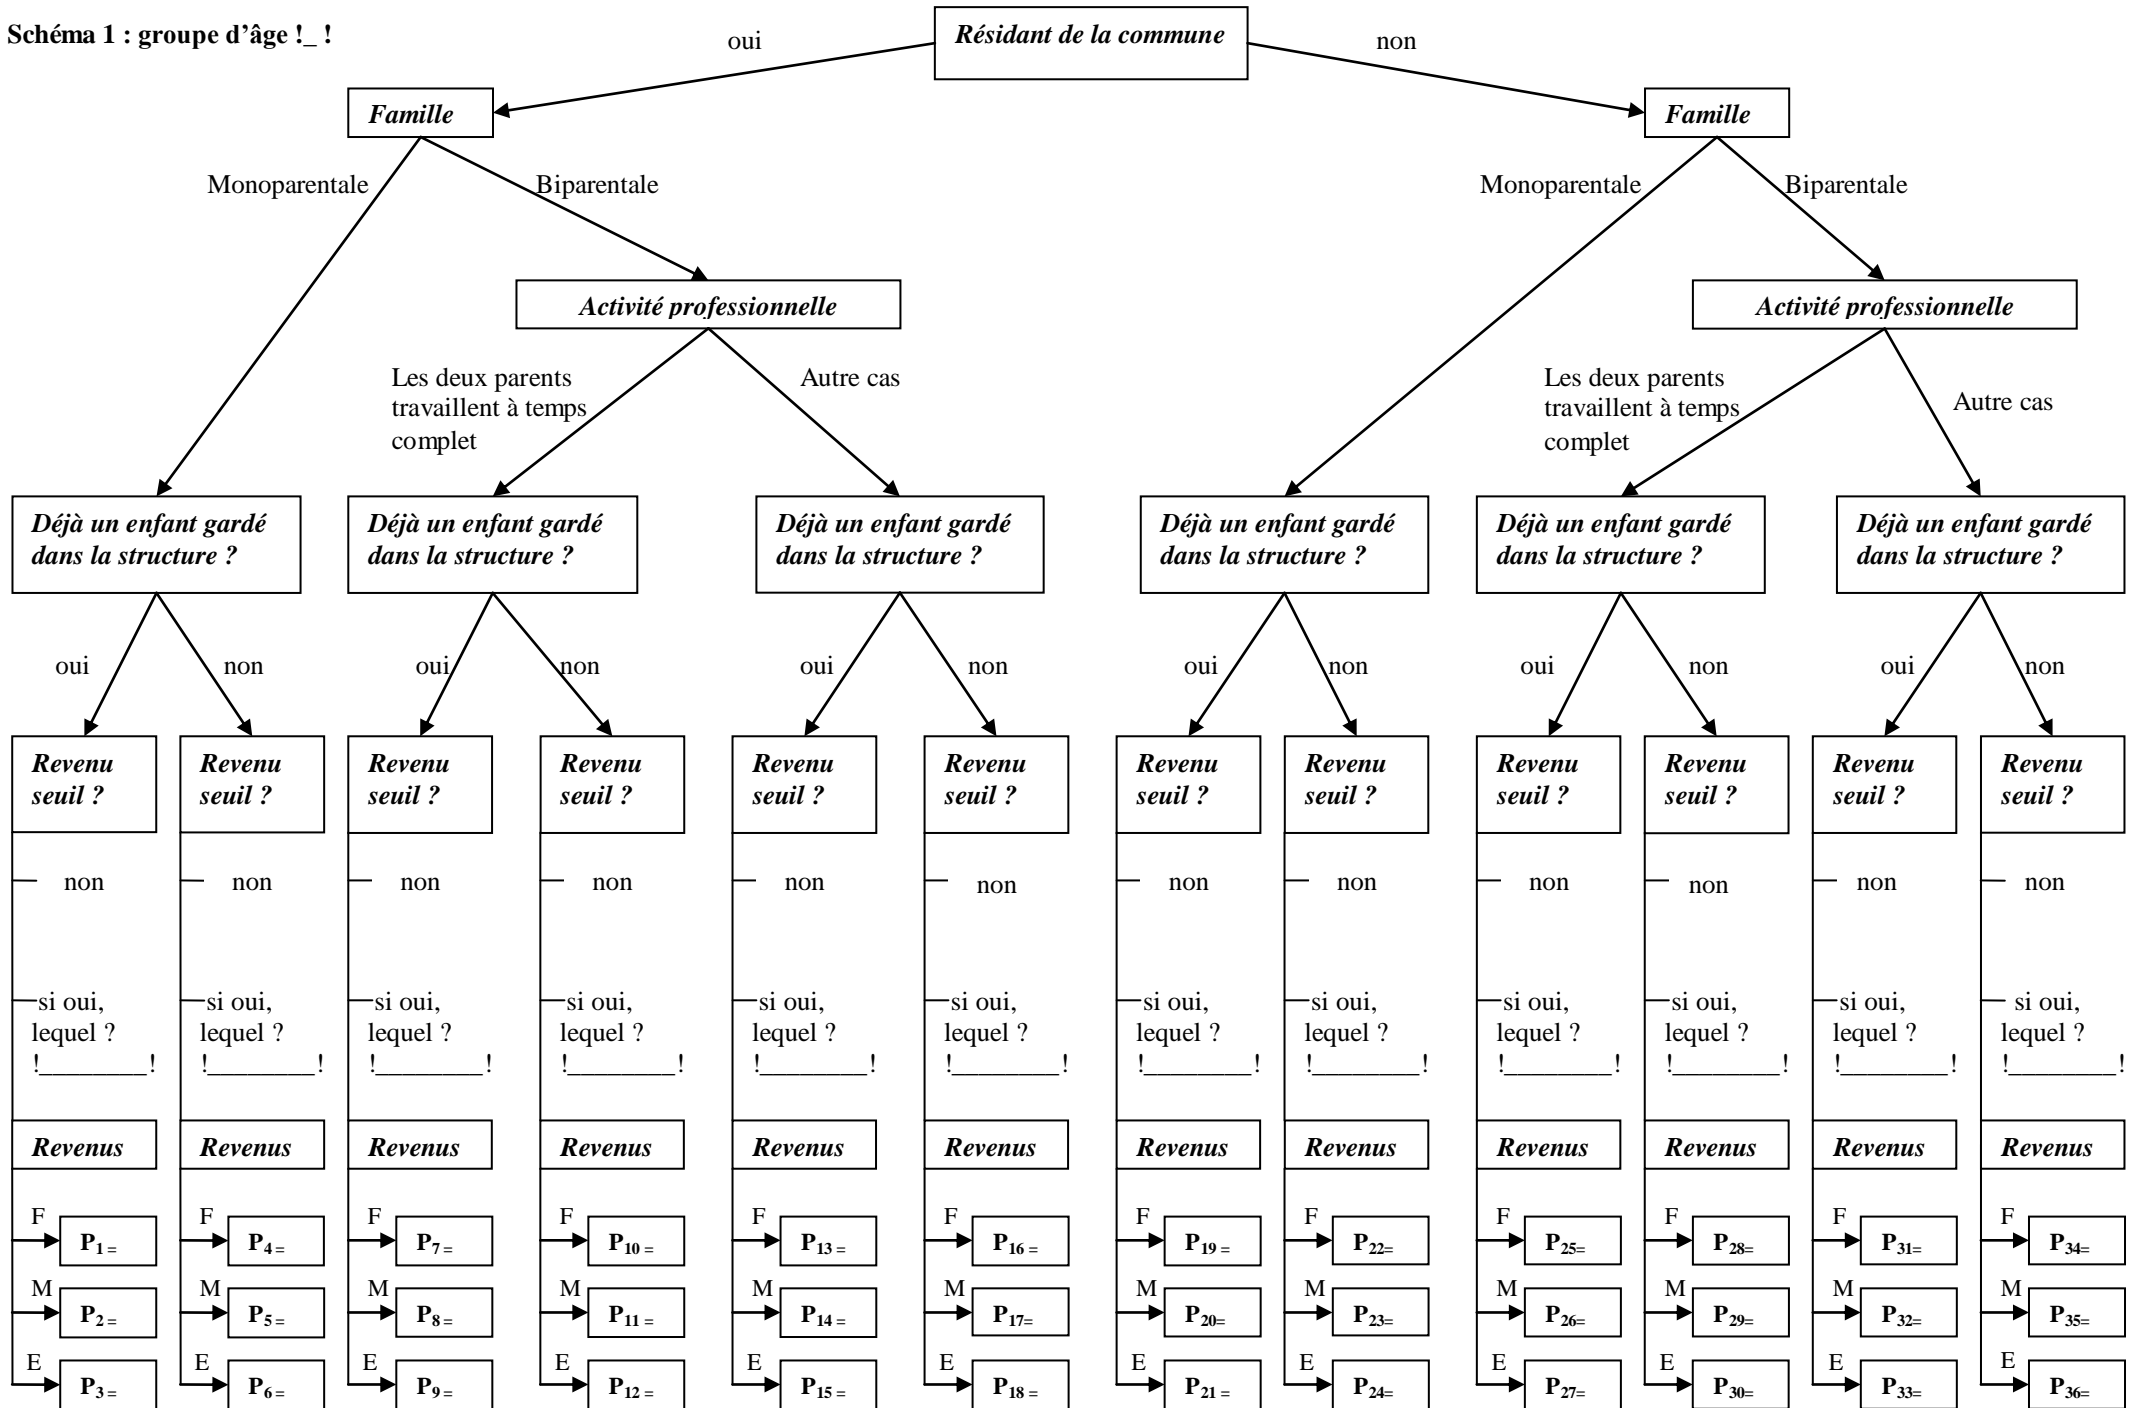 Schéma 1 : groupe d’âge !_ !
oui
Résidant de la commune
non
Famille
Famille
Monoparentale
Biparentale
Monoparentale
Biparentale
Activité professionnelle
Activité professionnelle
Les deux parents
travaillent à temps
complet
Autre cas
Les deux parents
travaillent à temps
complet
Autre cas
Déjà un enfant gardé
dans la structure ?
Déjà un enfant gardé
dans la structure ?
Déjà un enfant gardé
dans la structure ?
Déjà un enfant gardé
dans la structure ?
Déjà un enfant gardé
dans la structure ?
Déjà un enfant gardé
dans la structure ?
oui
non
oui
non
oui
non
oui
non
oui
non
oui
non
Revenu
seuil ?
Revenu
seuil ?
Revenu
seuil ?
Revenu
seuil ?
Revenu
seuil ?
Revenu
seuil ?
Revenu
seuil ?
Revenu
seuil ?
Revenu
seuil ?
Revenu
seuil ?
Revenu
seuil ?
Revenu
seuil ?
non
non
non
non
non
non
non
non
non
non
non
non
si oui,
lequel ?
!________!
si oui,
lequel ?
!________!
si oui,
lequel ?
!________!
si oui,
lequel ?
!________!
si oui,
lequel ?
!________!
si oui,
lequel ?
!________!
si oui,
lequel ?
!________!
si oui,
lequel ?
!________!
si oui,
lequel ?
!________!
si oui,
lequel ?
!________!
si oui,
lequel ?
!________!
si oui,
lequel ?
!________!
Revenus
Revenus
Revenus
Revenus
Revenus
Revenus
Revenus
Revenus
Revenus
Revenus
Revenus
Revenus
F P1 =
F P4 =
F P7 =
F P10 =
F P13 =
F P16 =
F P19 =
F P22=
F P25=
F P28=
F P31=
F P34=
M P2 =
M P5 =
M P8 =
M P11 =
M P14 =
M P17=
M P20=
M P23=
M P26=
M P29=
M P32=
M P35=
E P3 =
E P6 =
E P9 =
E P12 =
E P15 =
E P18 =
E P21 =
E P24=
E P27=
E P30=
E P33=
E P36=